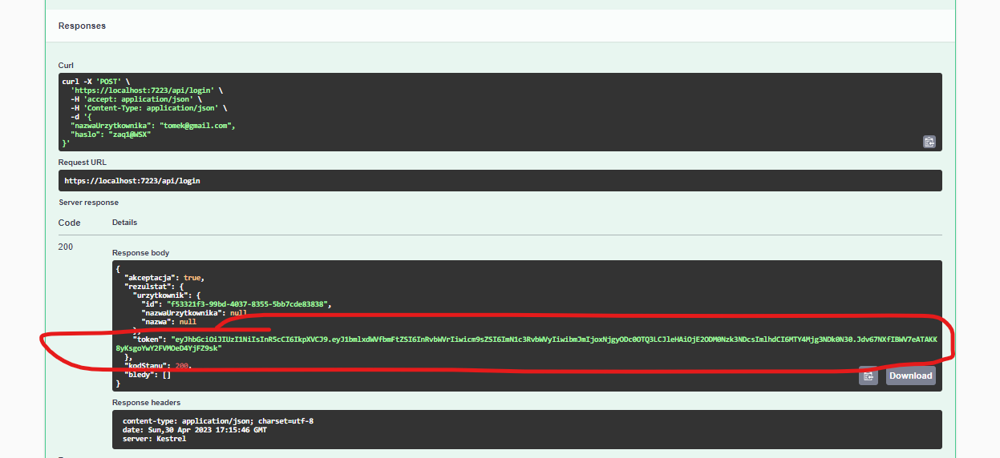 Responses
Curl
curl -X 'POST' \
'https://localhost:7223/api/login' \
-H 'accept: application/json' \
-H 'Content-Type: application/json' \
-d '{
"nazwaUrzytkownika": "tomek@gmail.com",
"haslo": "zaq1@WSX"
}'
Request URL
https://localhost:7223/api/login
Server response
Code Details
200
Response body
{
"akceptacja": true,
"rezulstat": {
"urzytkownik": {
"id": "f53321f3-99bd-4037-8355-5bb7cde83838",
"nazwaUrzytkownika": null,
"nazwa": null
},
"token":
},
"kodStanu": 200,
"bledy": []
}
Download
Response headers
content-type: application/json; charset=utf-8
date: Sun,30 Apr 2023 17:15:46 GMT
server: Kestrel